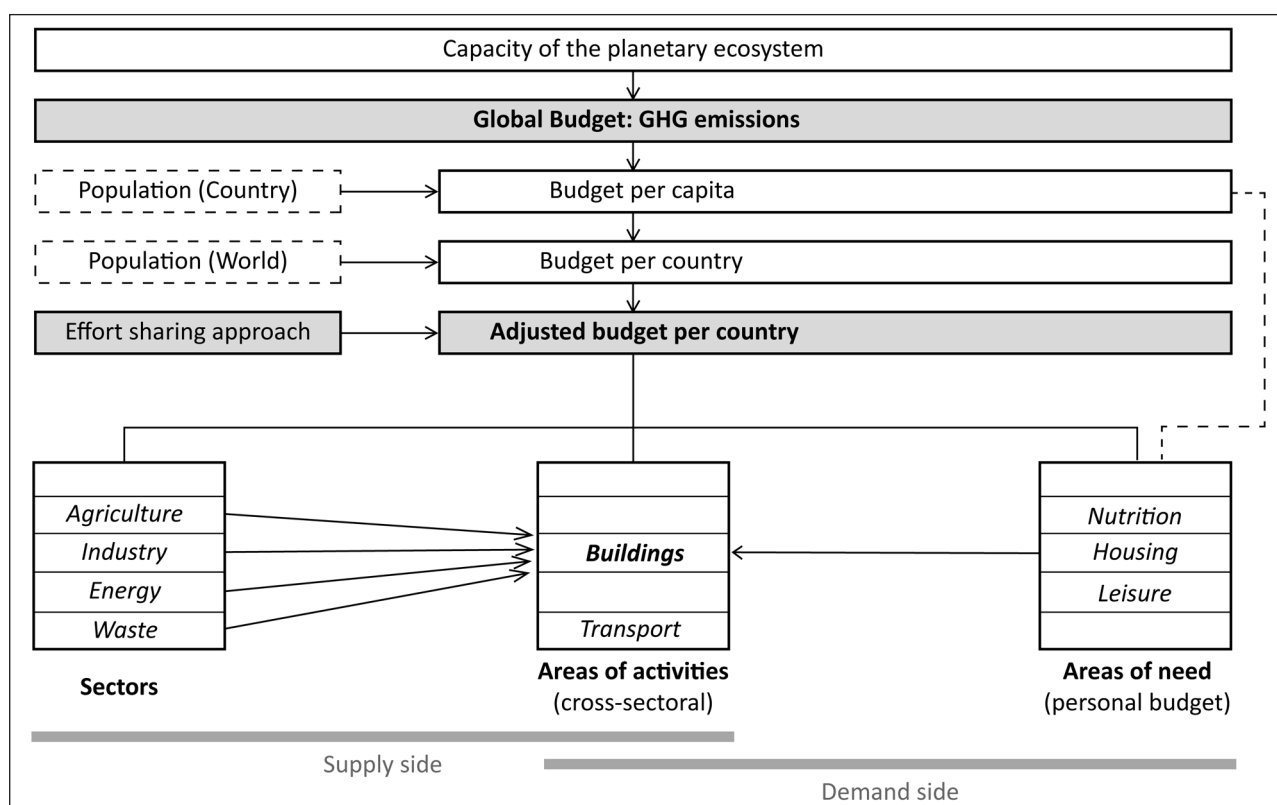 Capacity of the planetary ecosystem
Global Budget: GHG emissions
Population (Country)
Budget per capita
Population (World)
Budget per country
Effort sharing approach
Adjusted budget per country
Agriculture
Industry
Energy
Waste
Sectors
Buildings
Transport
Areas of activities
(cross-sectoral)
Nutrition
Housing
Leisure
Areas of need
(personal budget)
Supply side
Demand side